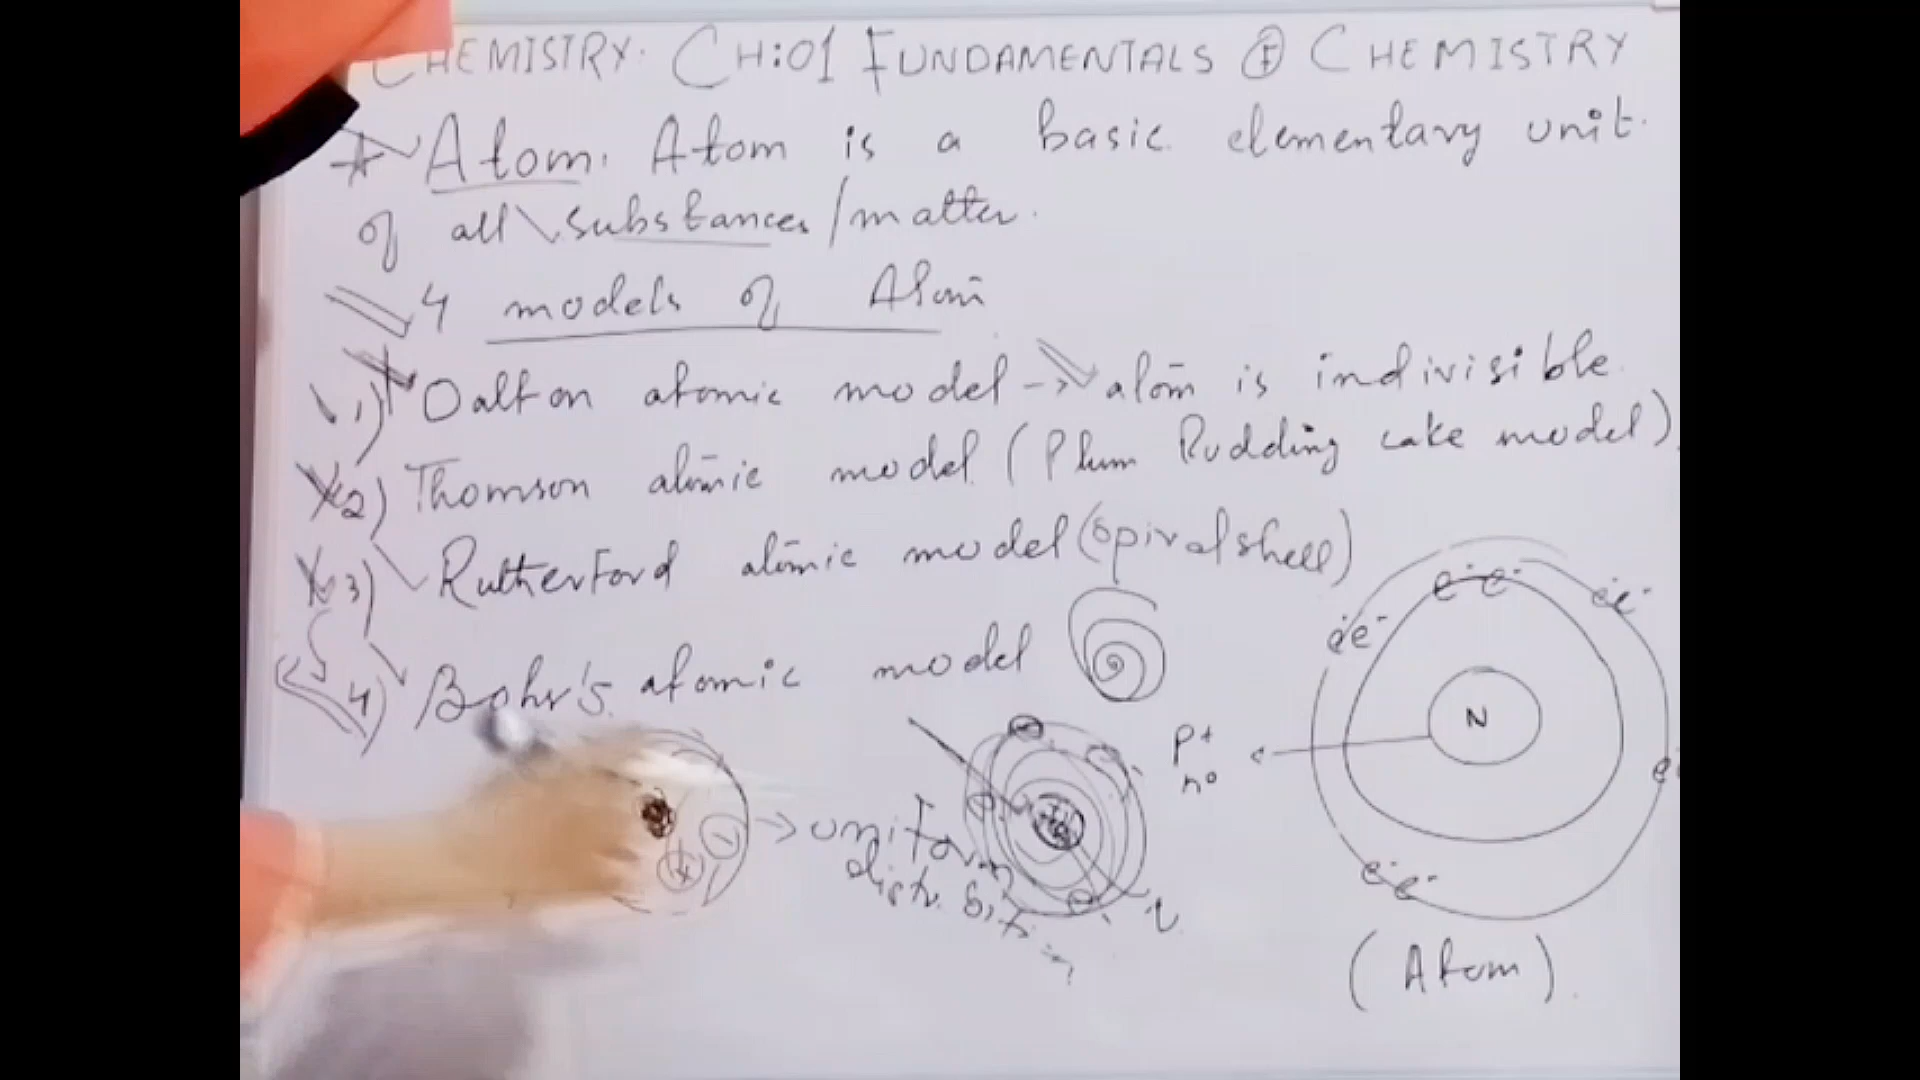 CHEMISTRY. CH:01 FUNDAMENTALS OF CHEMISTRY
Atom. Atom is a basic elementary unit.
of all substances/matter.
4 models of Atom
1) Dalton atomic model -> atom is indivisible.
2) Thomson atomic model (Plum Pudding cake model)
3) Rutherford atomic model (spiral shell)
4) Bohr's atomic model
e- e-
e e-
e e-
N
P+
n°
e
e- e-
+
-
-> uniform
distribution
(Atom).